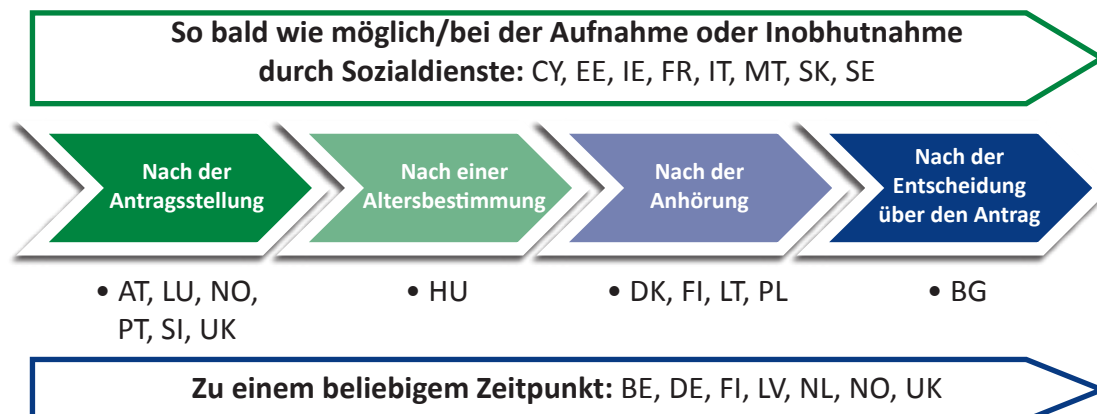 So bald wie möglich/bei der Aufnahme oder Inobhutnahme
durch Sozialdienste: CY, EE, IE, FR, IT, MT, SK, SE
Nach der
Antragsstellung
Nach einer
Altersbestimmung
Nach der
Anhörung
Nach der
Entscheidung
über den Antrag
• AT, LU, NO,
PT, SI, UK
• HU
• DK, FI, LT, PL
• BG
Zu einem beliebigem Zeitpunkt: BE, DE, FI, LV, NL, NO, UK